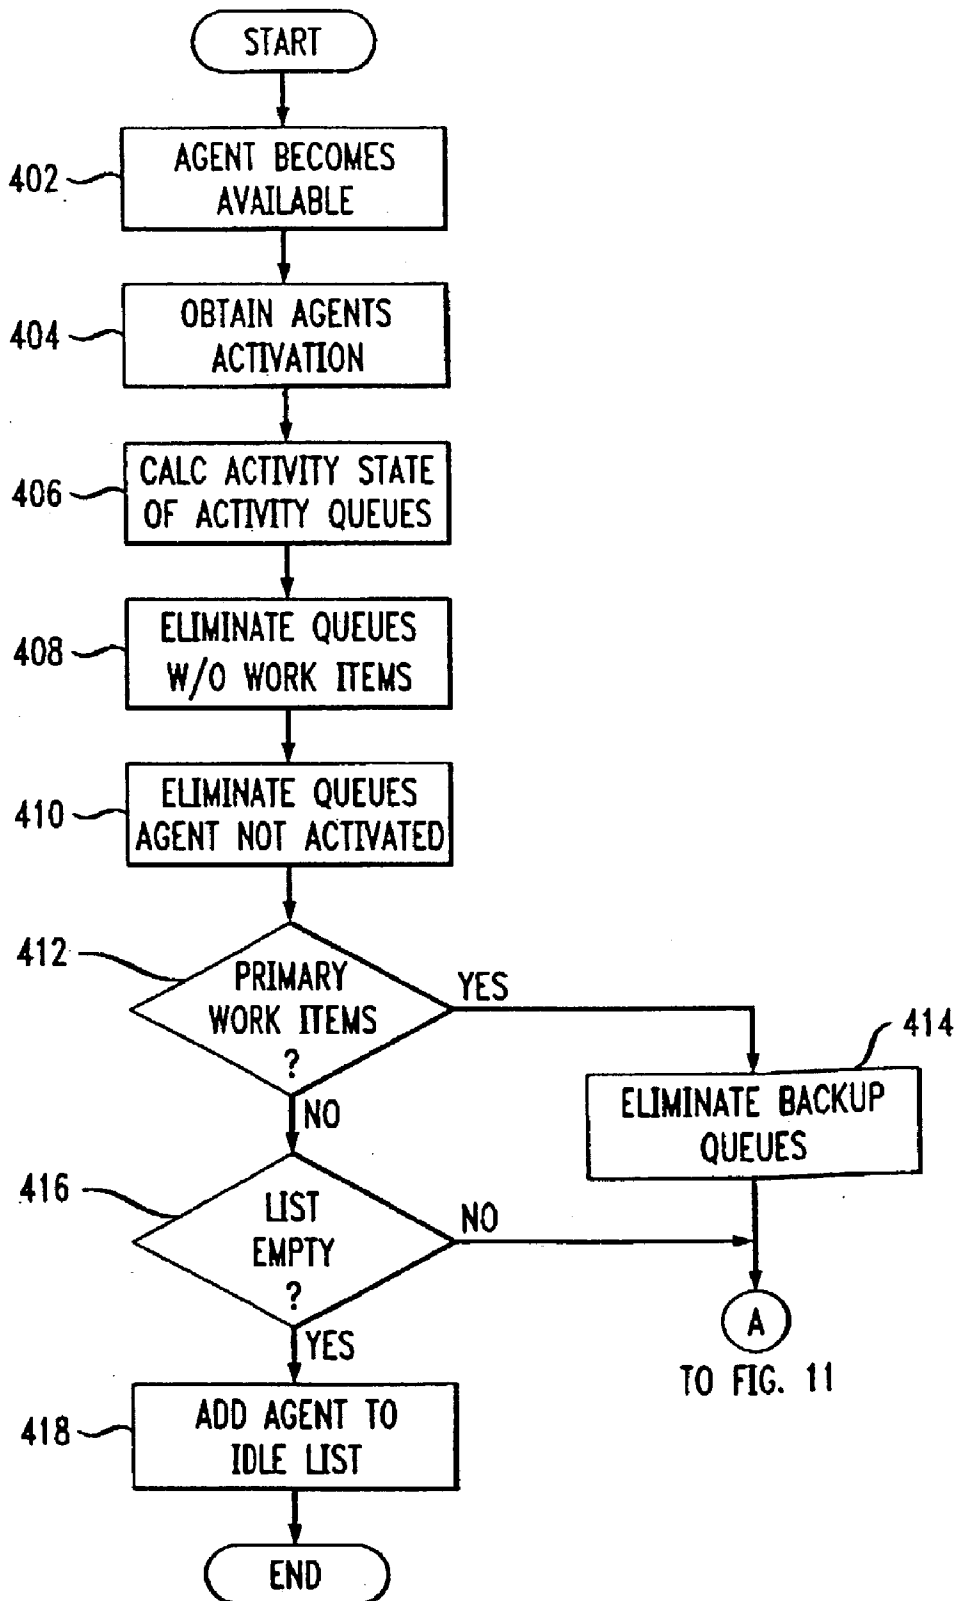 START
402
AGENT BECOMES
AVAILABLE
404
OBTAIN AGENTS
ACTIVATION
406
CALC ACTIVITY STATE
OF ACTIVITY QUEUES
408
ELIMINATE QUEUES
W/O WORK ITEMS
410
ELIMINATE QUEUES
AGENT NOT ACTIVATED
412
PRIMARY
WORK ITEMS
?
YES
414
ELIMINATE BACKUP
QUEUES
NO
416
LIST
EMPTY
?
NO
A
TO FIG. 11
YES
418
ADD AGENT TO
IDLE LIST
END